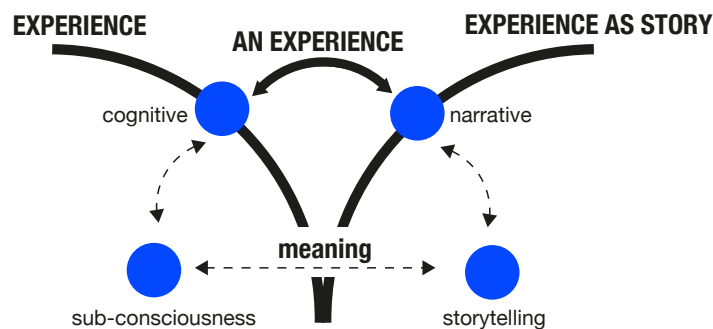 EXPERIENCE
AN EXPERIENCE
EXPERIENCE AS STORY
cognitive
narrative
meaning
sub-consciousness
storytelling